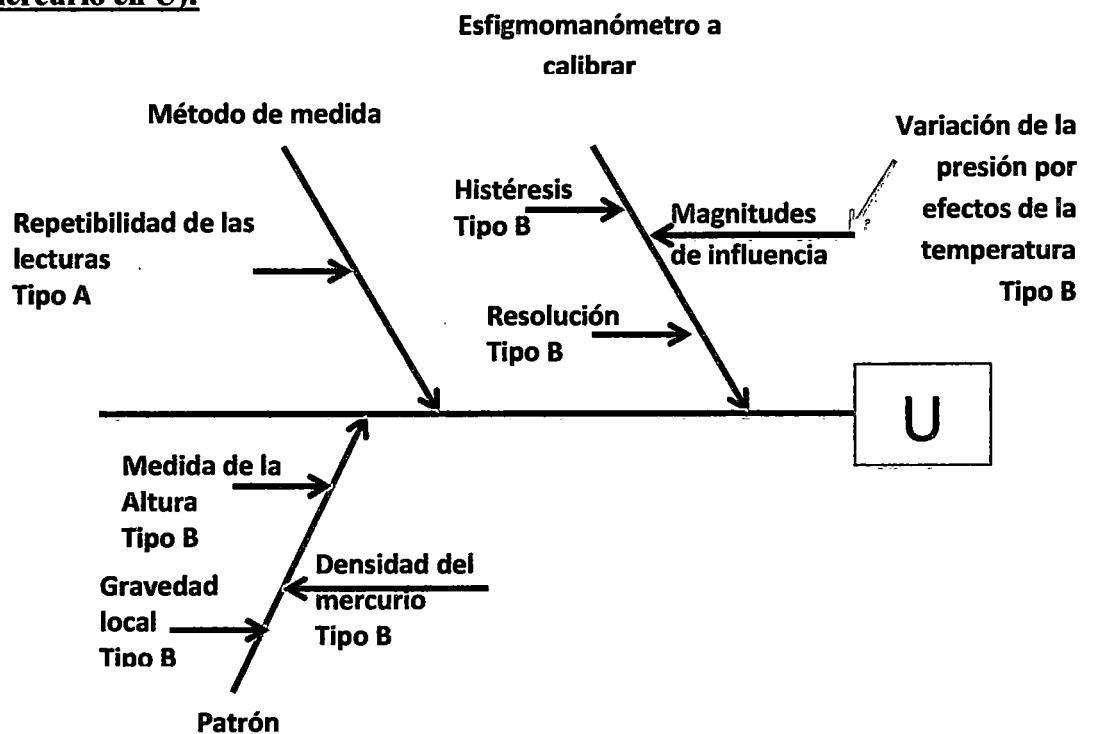 mercurio en U).
Esfigmomanómetro a
calibrar
Método de medida
Variación de la
presión por
efectos de la
temperatura
Tipo B
Histéresis
Tipo B
Magnitudes
de influencia
Repetibilidad de las
lecturas
Tipo A
Resolución
Tipo B
U
Medida de la
Altura
Tipo B
Densidad del
mercurio
Tipo B
Gravedad
local
Tipo B
Patrón